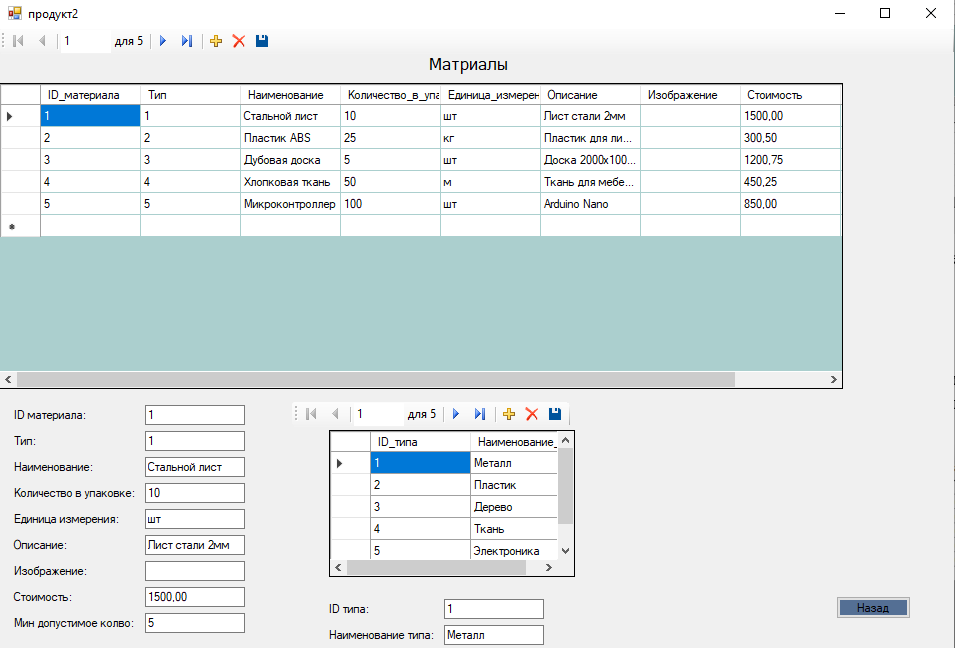 продукт2
1 для 5
Матриалы
ID_материала Тип Наименование Количество_в_упа Единица_измерен Описание Изображение Стоимость
1 1 Стальной лист 10 шт Лист стали 2мм 1500,00
2 2 Пластик ABS 25 кг Пластик для ли... 300,50
3 3 Дубовая доска 5 шт Доска 2000x100... 1200,75
4 4 Хлопковая ткань 50 м Ткань для мебе... 450,25
5 5 Микроконтроллер 100 шт Arduino Nano 850,00
ID материала: 1
Тип: 1
Наименование: Стальной лист
Количество в упаковке: 10
Единица измерения: шт
Описание: Лист стали 2мм
Изображение:
Стоимость: 1500,00
Мин допустимое колво: 5
1 для 5
ID_типа Наименование_
1 Металл
2 Пластик
3 Дерево
4 Ткань
5 Электроника
ID типа: 1
Наименование типа: Металл
Назад